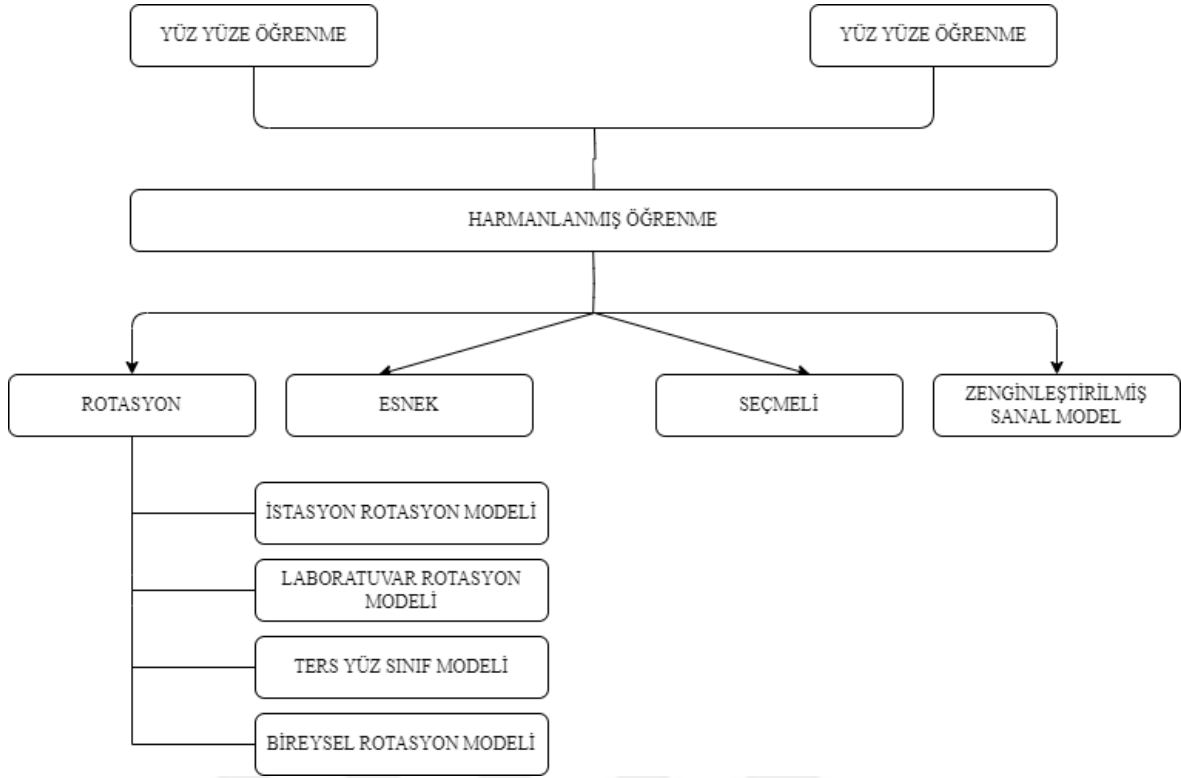 YÜZ YÜZE ÖĞRENME
YÜZ YÜZE ÖĞRENME
HARMANLANMIŞ ÖĞRENME
ROTASYON
ESNEK
SEÇMELİ
ZENGİNLEŞTİRİLMİŞ
SANAL MODEL
İSTASYON ROTASYON MODELİ
LABORATUVAR ROTASYON
MODELİ
TERS YÜZ SINIF MODELİ
BİREYSEL ROTASYON MODELİ